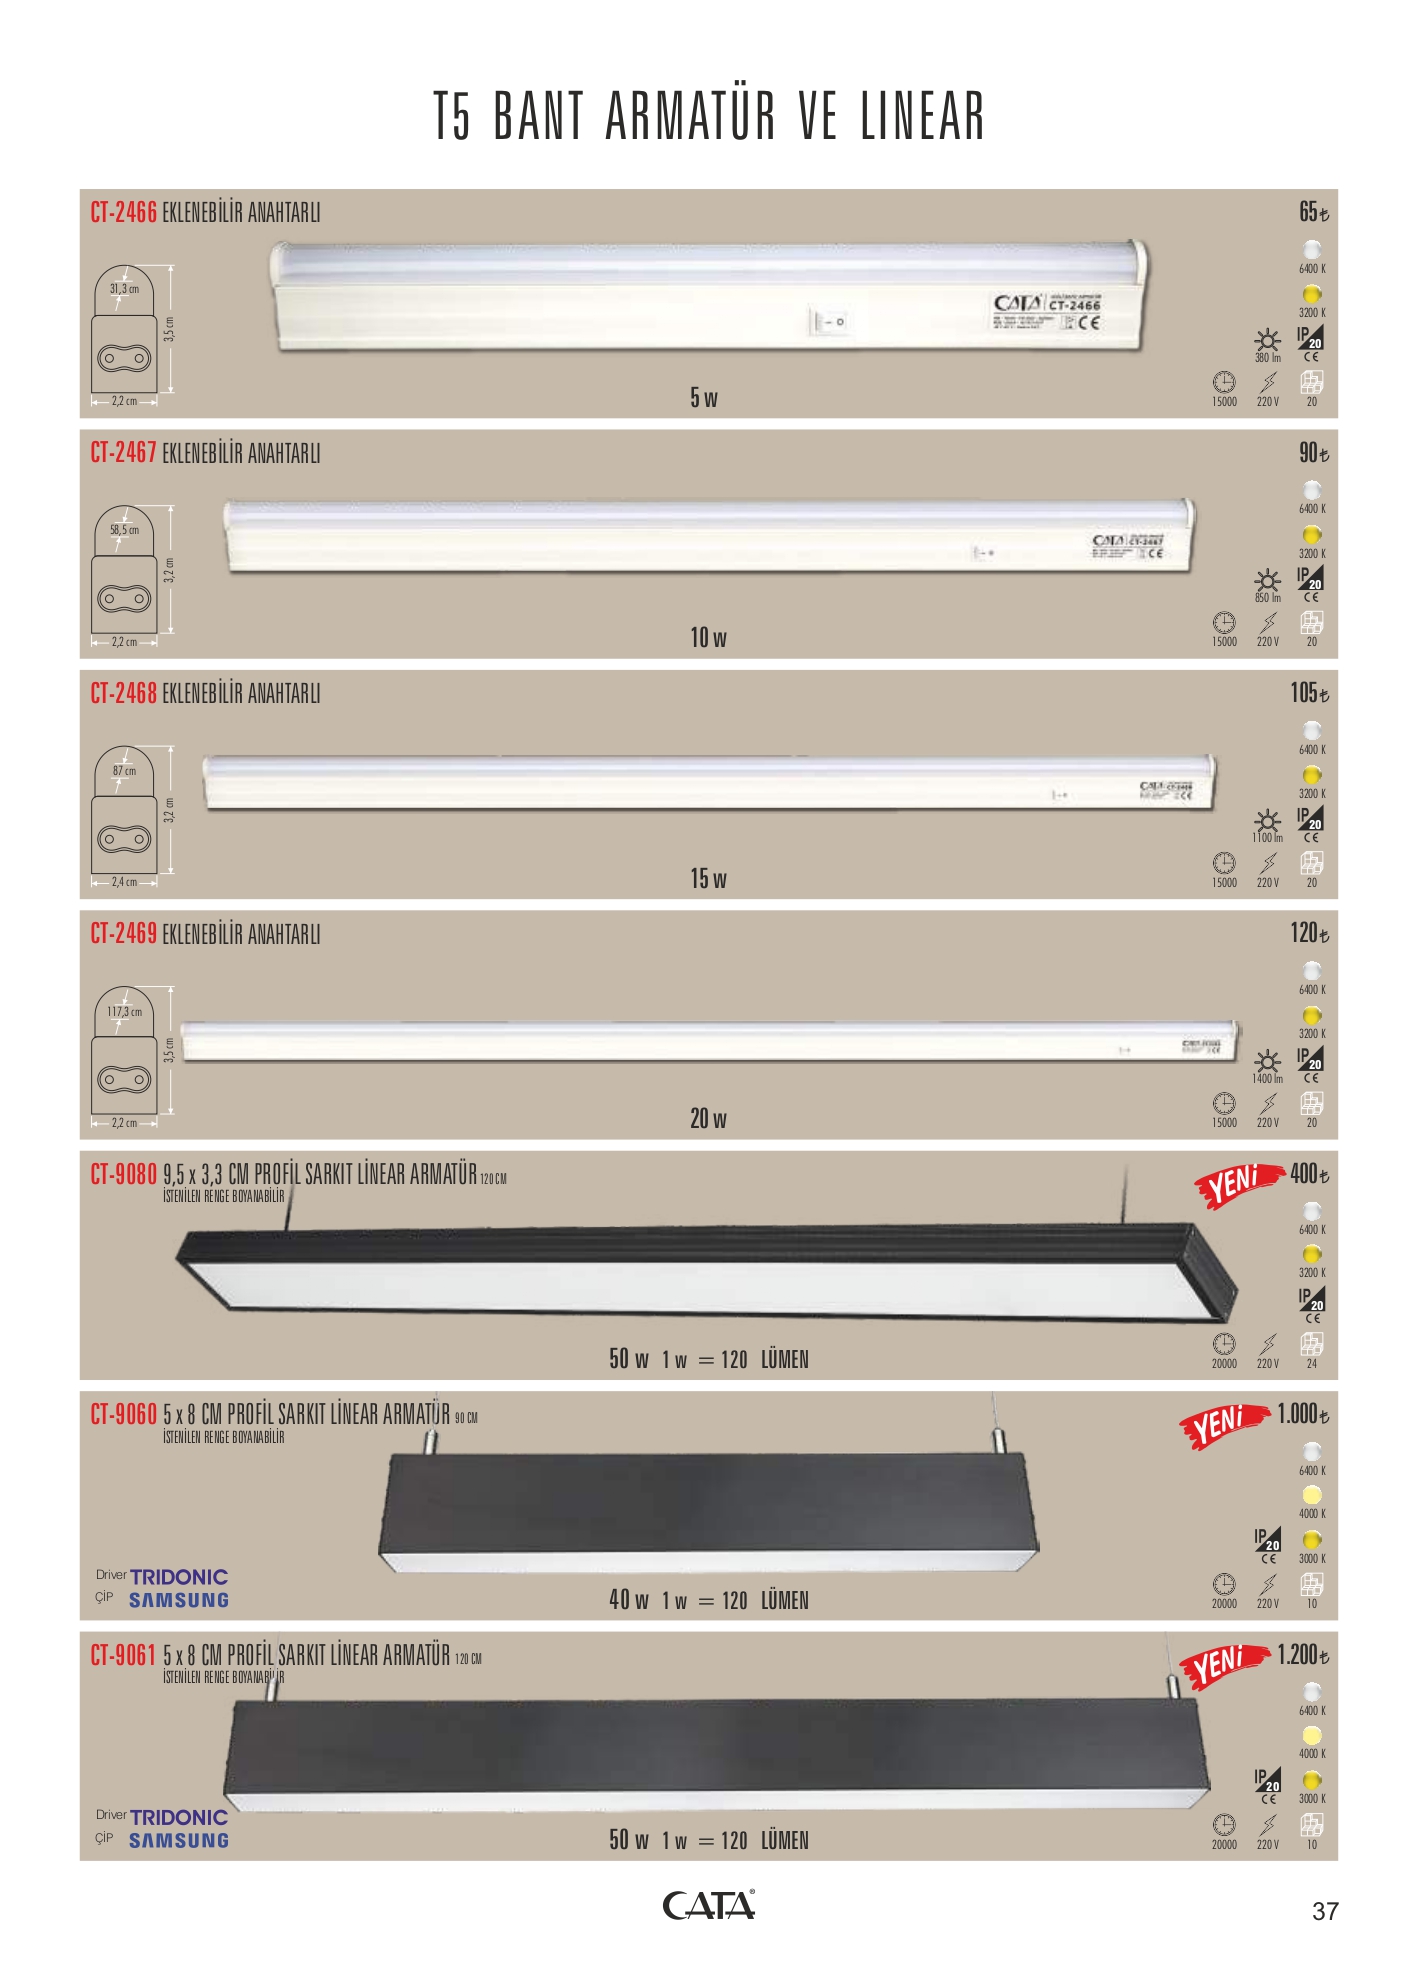 T5 BANT ARMATÜR VE LINEAR
CT-2466 EKLENEBİLİR ANAHTARLI
65₺
31,3 cm
3,5 cm
2,2 cm
CATA
CT-2466
CE
5 w
6400 K
3200 K
380 lm
IP 20
CE
15000
220 V
20
CT-2467 EKLENEBİLİR ANAHTARLI
90₺
58,5 cm
3,2 cm
2,2 cm
CATA
CT-2467
CE
10 w
6400 K
3200 K
850 lm
IP 20
CE
15000
220 V
20
CT-2468 EKLENEBİLİR ANAHTARLI
105₺
87 cm
3,2 cm
2,4 cm
CATA
CE
15 w
6400 K
3200 K
1100 lm
IP 20
CE
15000
220 V
20
CT-2469 EKLENEBİLİR ANAHTARLI
120₺
117,3 cm
3,5 cm
2,2 cm
CE
20 w
6400 K
3200 K
1400 lm
IP 20
CE
15000
220 V
20
CT-9080 9,5 x 3,3 CM PROFİL SARKIT LİNEAR ARMATÜR 120 CM
İSTENİLEN RENGE BOYANABİLİR
YENİ
400₺
6400 K
3200 K
IP 20
CE
50 w 1 w = 120 LÜMEN
20000
220 V
24
CT-9060 5 x 8 CM PROFİL SARKIT LİNEAR ARMATÜR 90 CM
İSTENİLEN RENGE BOYANABİLİR
YENİ
1.000₺
6400 K
4000 K
IP 20
CE
3000 K
Driver TRIDONIC
ÇİP SAMSUNG
40 w 1 w = 120 LÜMEN
20000
220 V
10
CT-9061 5 x 8 CM PROFİL SARKIT LİNEAR ARMATÜR 120 CM
İSTENİLEN RENGE BOYANABİLİR
YENİ
1.200₺
6400 K
4000 K
IP 20
CE
3000 K
Driver TRIDONIC
ÇİP SAMSUNG
50 w 1 w = 120 LÜMEN
20000
220 V
10
CATA®
37